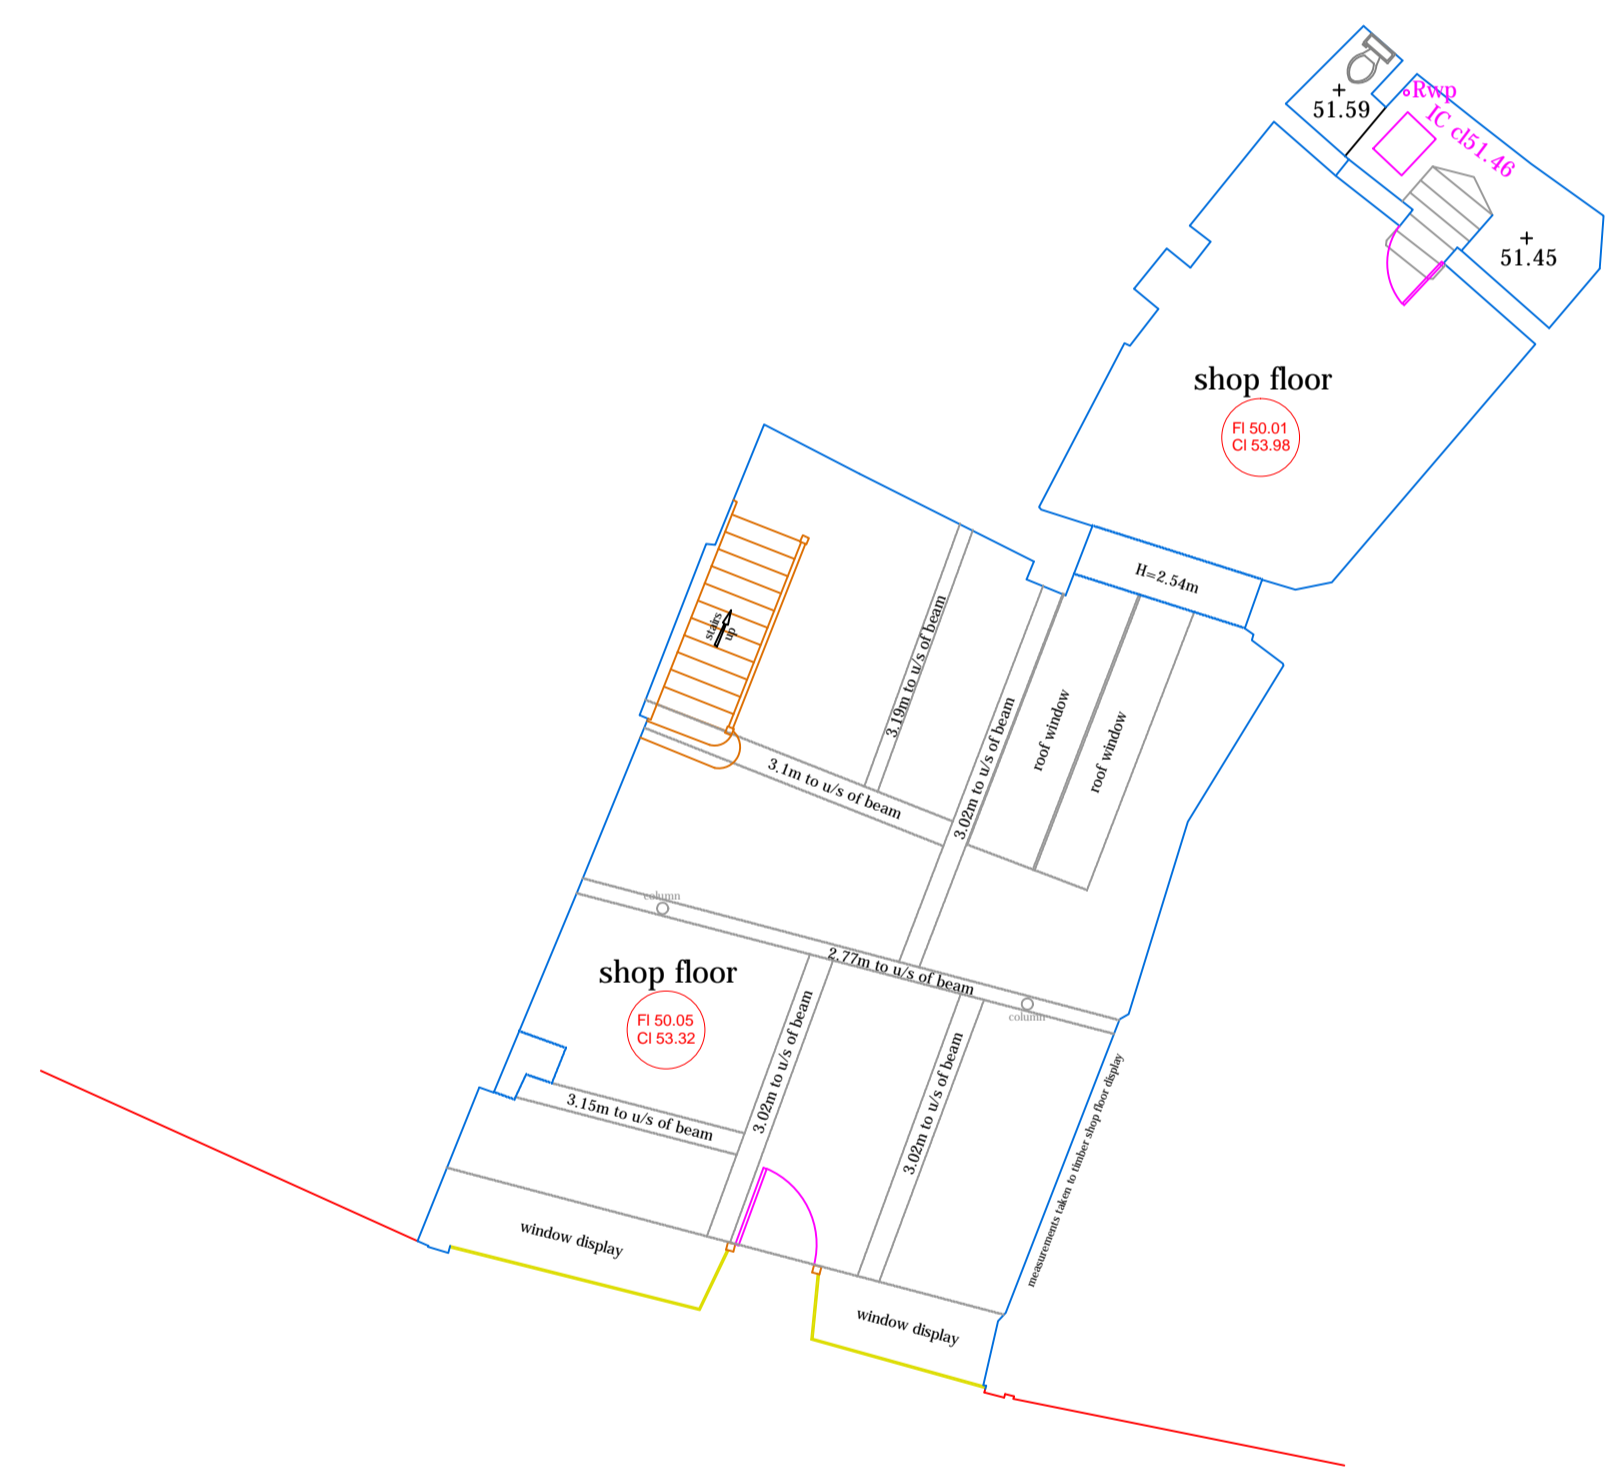 Rwp
51.59
IC cl51.46
51.45
shop floor
Fl 50.01
Cl 53.98
H=2.54m
stairs
up
3.19m to u/s of beam
3.02m to u/s of beam
roof window
roof window
3.1m to u/s of beam
column
2.77m to u/s of beam
column
shop floor
Fl 50.05
Cl 53.32
3.02m to u/s of beam
3.02m to u/s of beam
3.15m to u/s of beam
measurements taken to timber shop floor display
window display
window display